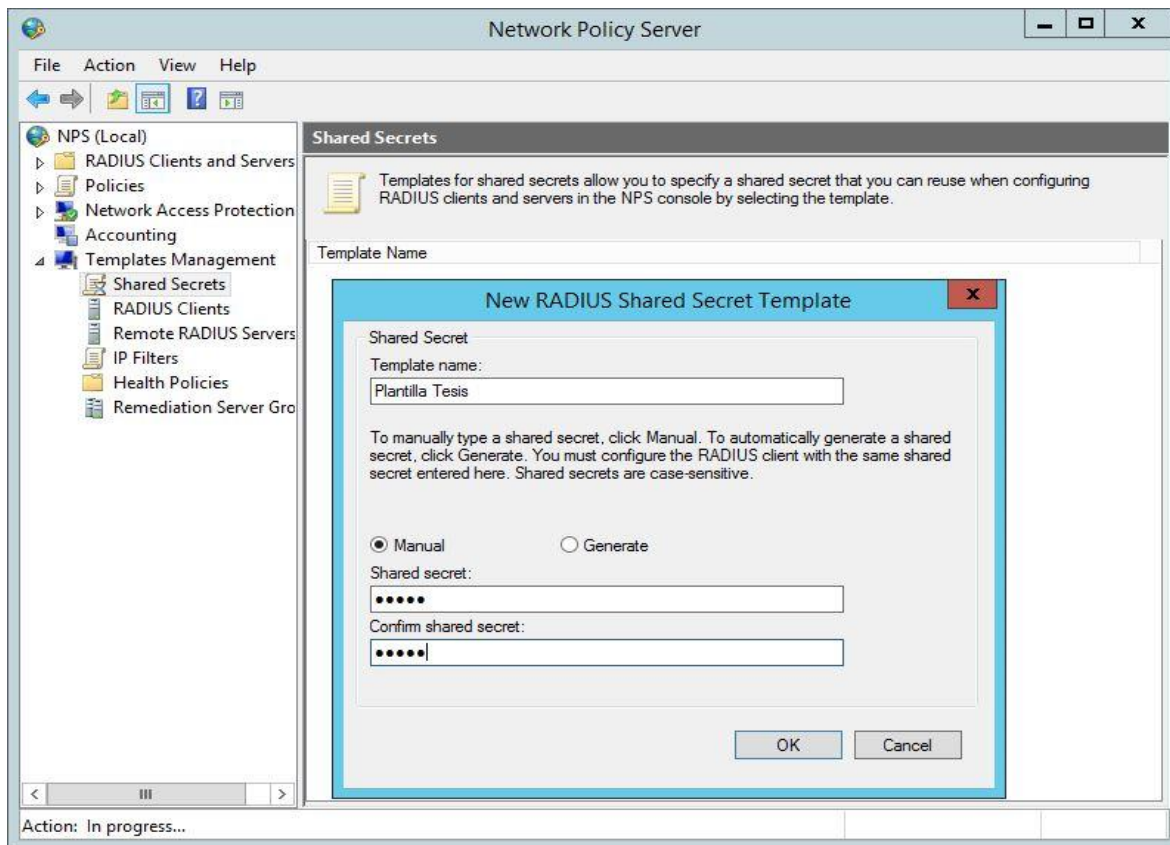 Network Policy Server
File Action View Help
NPS (Local)
RADIUS Clients and Servers
Policies
Network Access Protection
Accounting
Templates Management
Shared Secrets
RADIUS Clients
Remote RADIUS Servers
IP Filters
Health Policies
Remediation Server Gro
Shared Secrets
Templates for shared secrets allow you to specify a shared secret that you can reuse when configuring
RADIUS clients and servers in the NPS console by selecting the template.
Template Name
New RADIUS Shared Secret Template
Shared Secret
Template name:
Plantilla Tesis
To manually type a shared secret, click Manual. To automatically generate a shared
secret, click Generate. You must configure the RADIUS client with the same shared
secret entered here. Shared secrets are case-sensitive.
Manual Generate
Shared secret:
•••••
Confirm shared secret:
•••••
OK Cancel
Action: In progress...